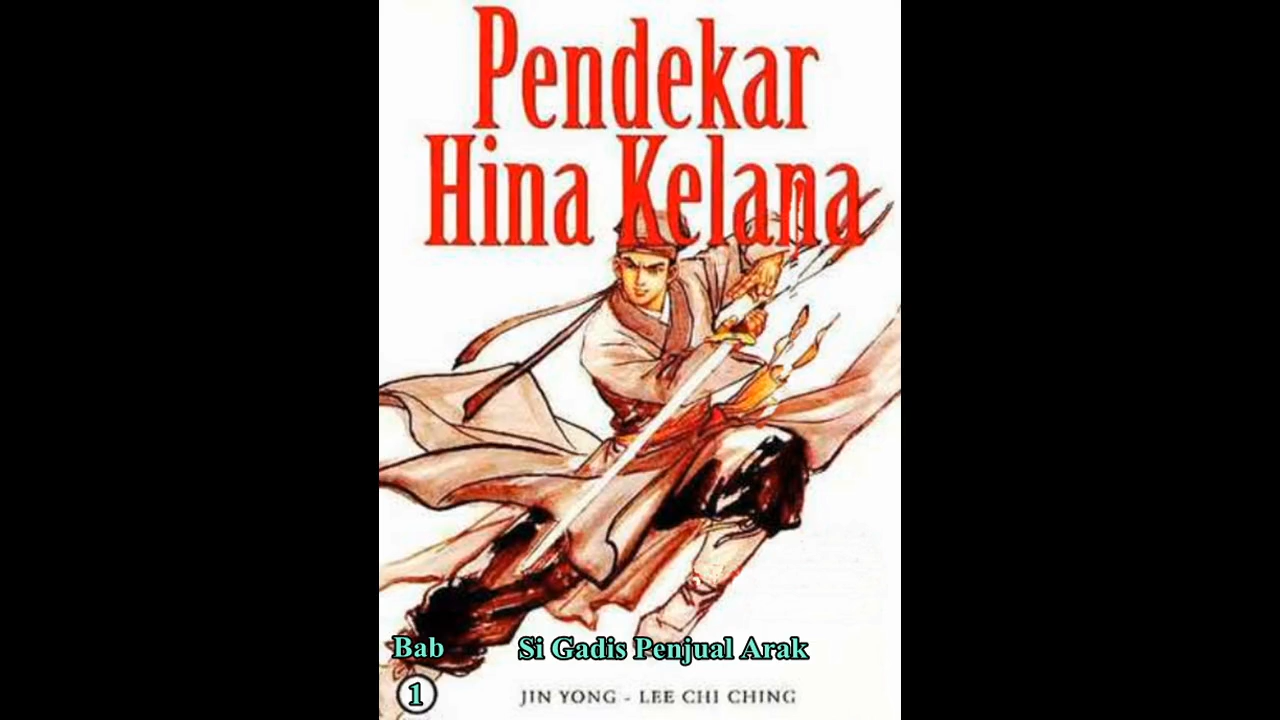 Pendekar
Hina Kelana
Bab
Si Gadis Penjual Arak
1
JIN YONG - LEE CHI CHING